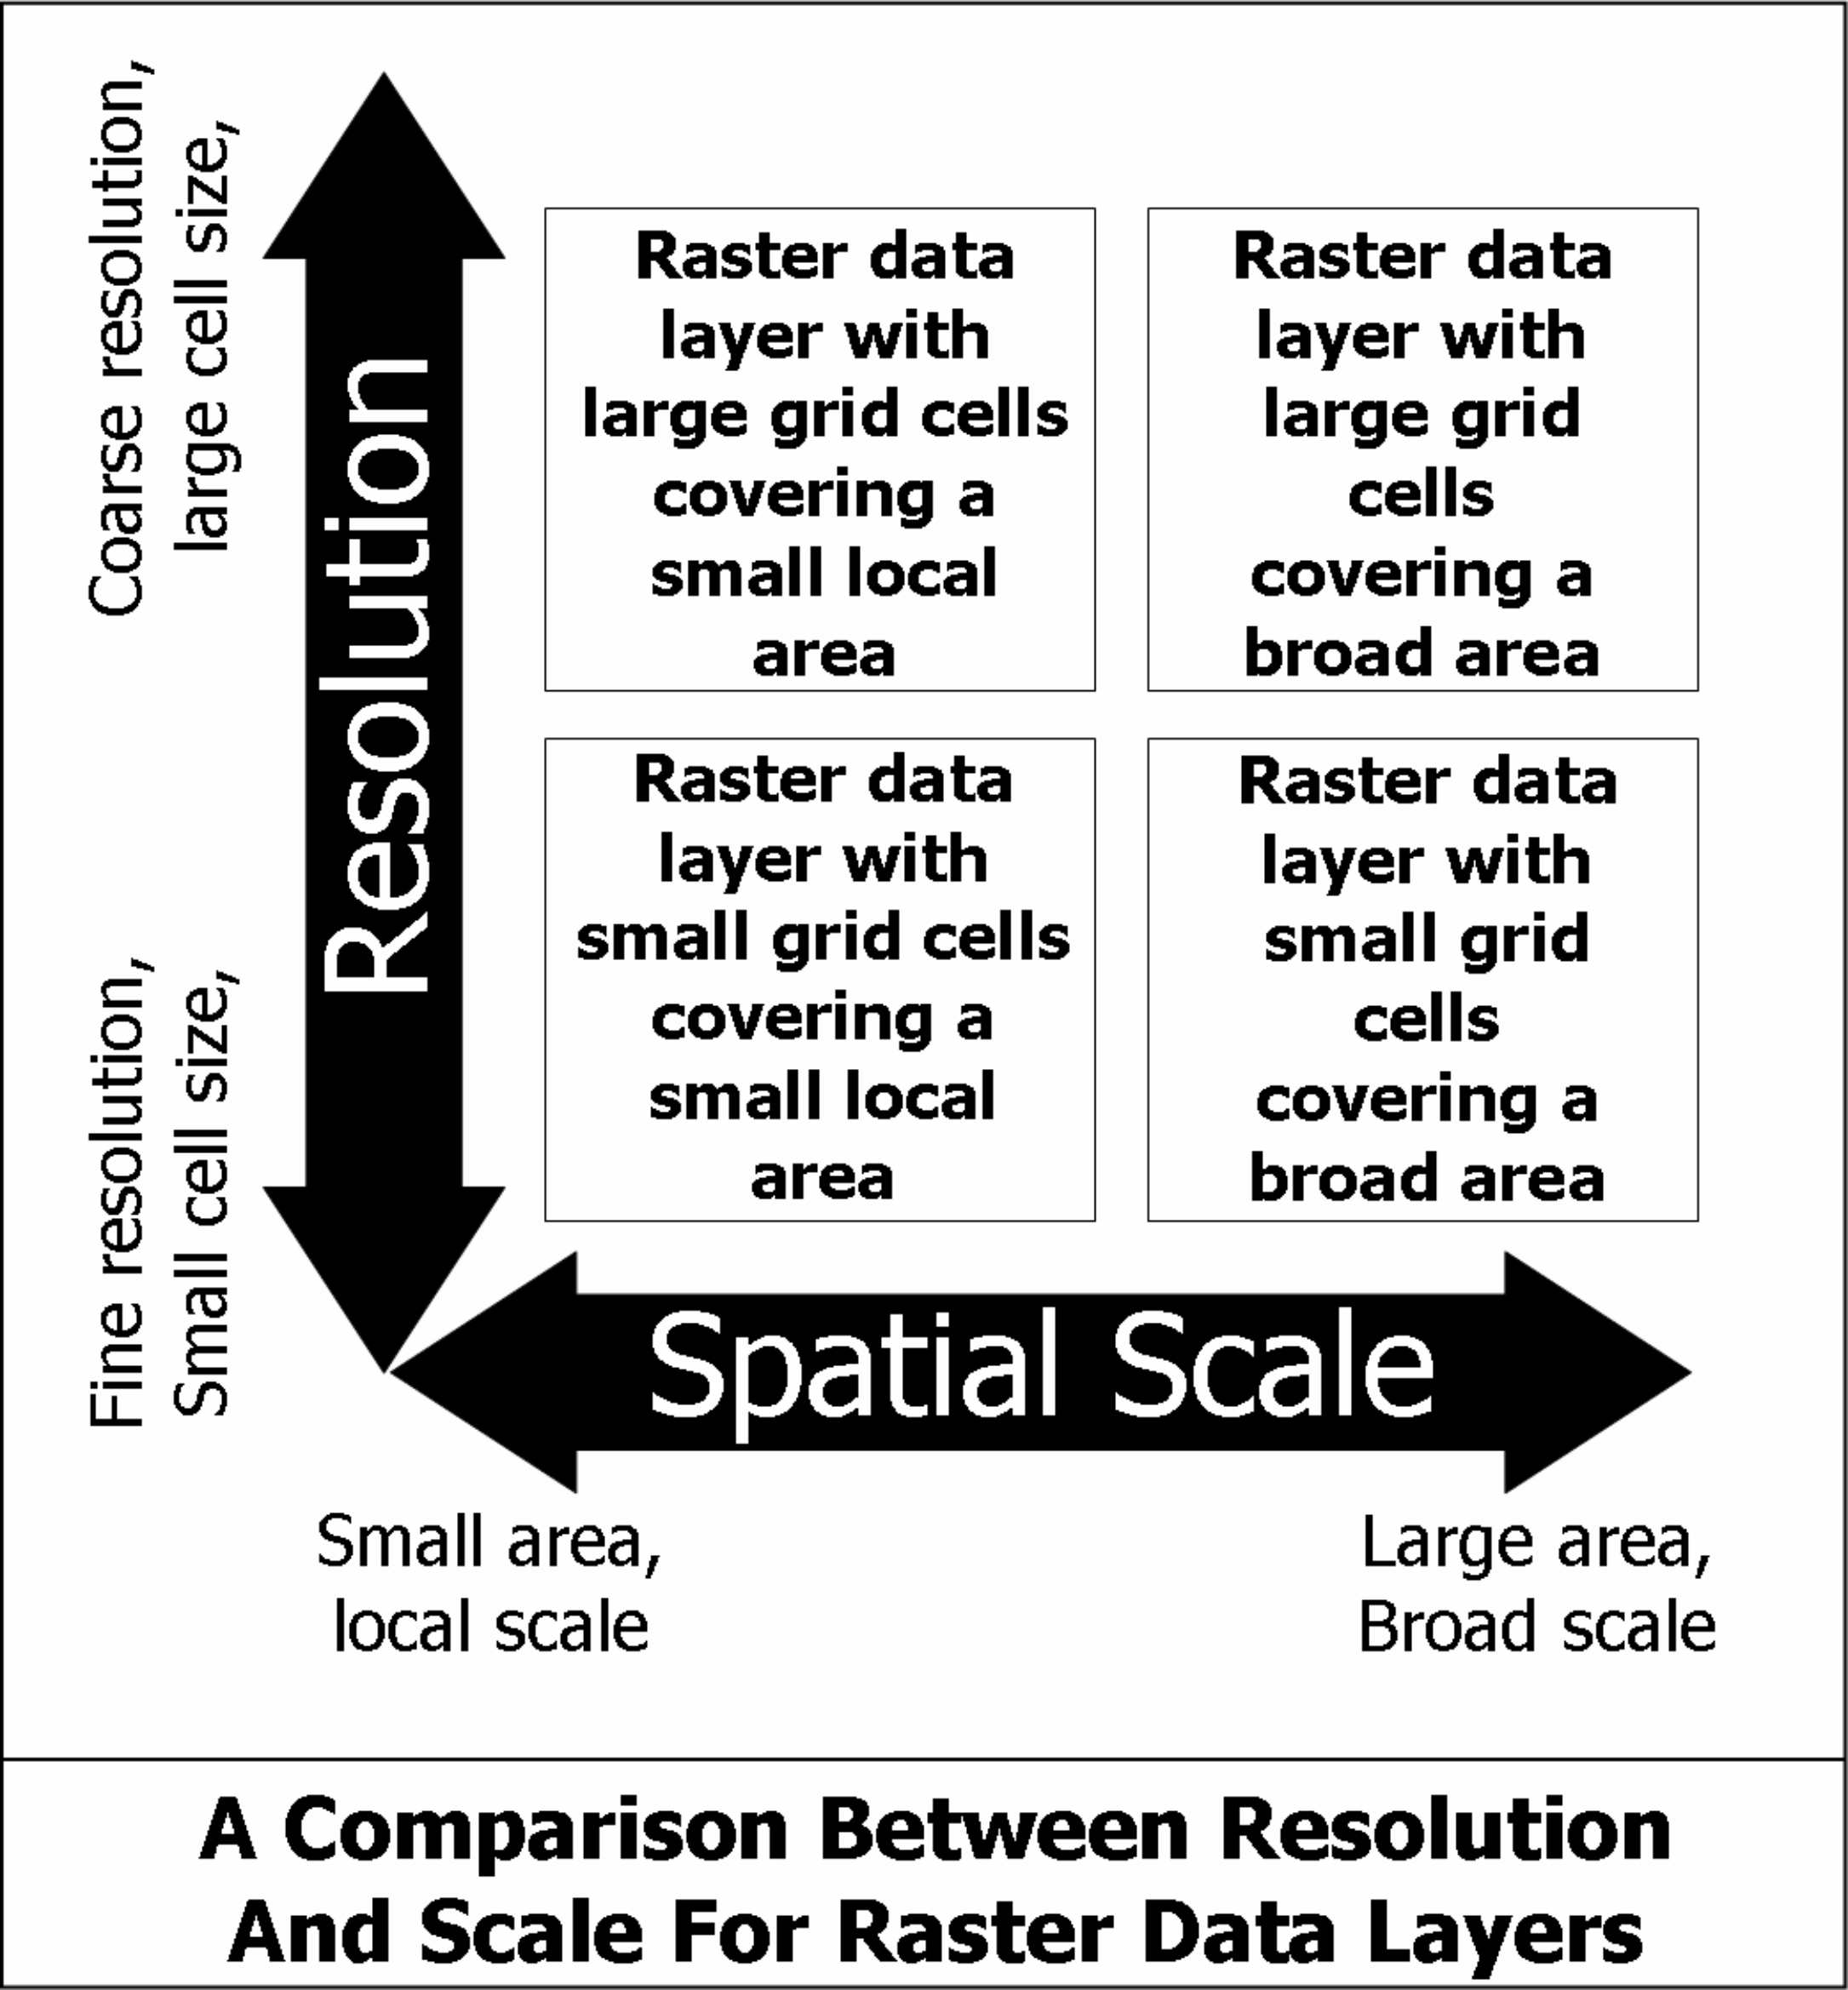 Coarse resolution,
large cell size,
Fine resolution,
Small cell size,
Resolution
Raster data
layer with
large grid cells
covering a
small local
area
Raster data
layer with
large grid
cells
covering a
broad area
Raster data
layer with
small grid cells
covering a
small local
area
Raster data
layer with
small grid
cells
covering a
broad area
Spatial Scale
Small area,
local scale
Large area,
Broad scale
A Comparison Between Resolution
And Scale For Raster Data Layers